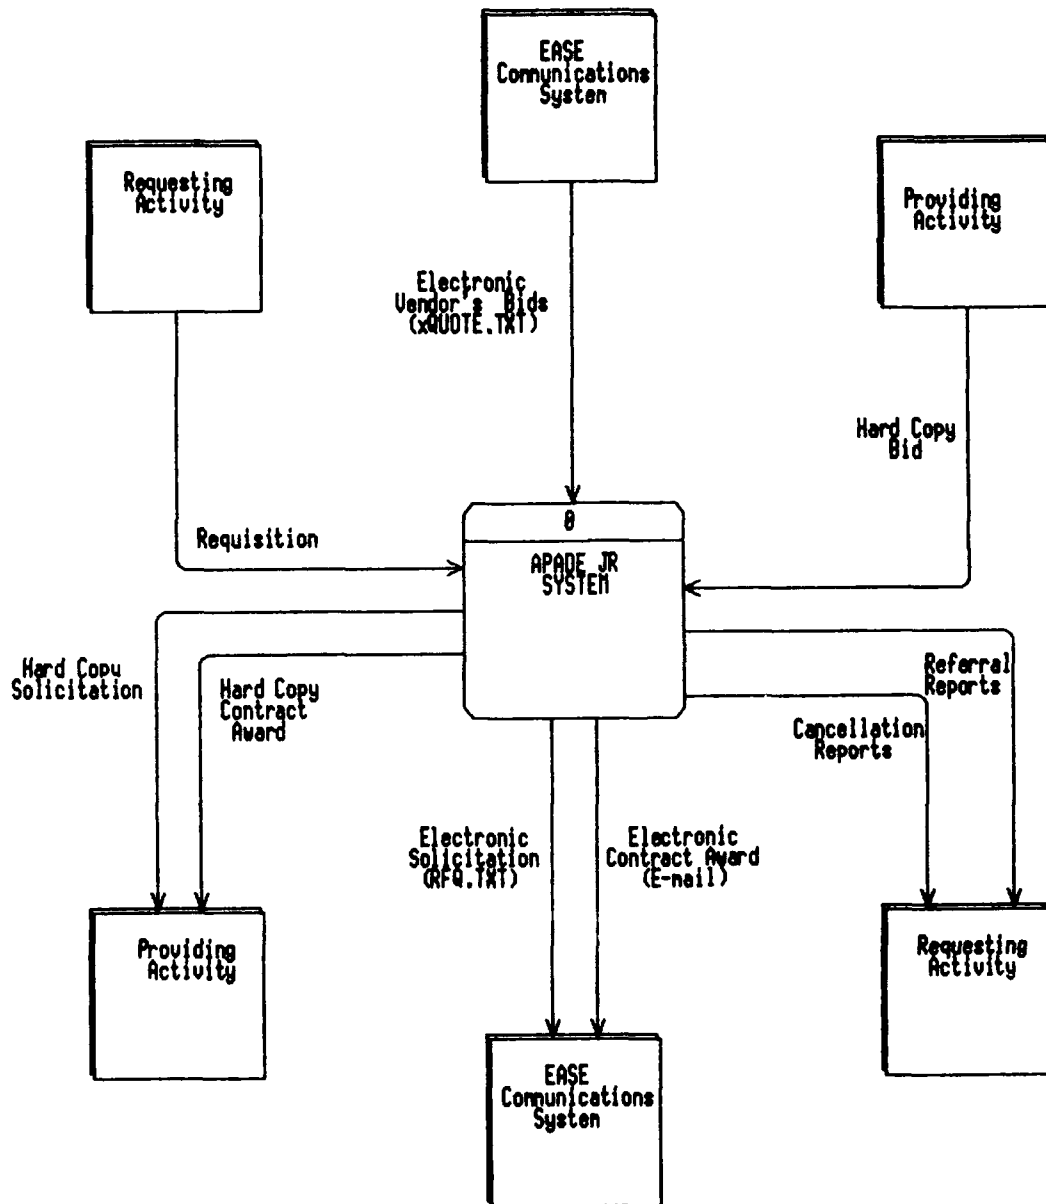 EASE
Communications
System
Requesting
Activity
Providing
Activity
Electronic
Vendor's Bids
(xQUOTE.TXT)
Hard Copy
Bid
Requisition
0
APADE JR
SYSTEM
Hard Copy
Solicitation
Hard Copy
Contract
Award
Referral
Reports
Cancellation
Reports
Electronic
Solicitation
(RFQ.TXT)
Electronic
Contract Award
(E-mail)
Providing
Activity
Requesting
Activity
EASE
Communications
System